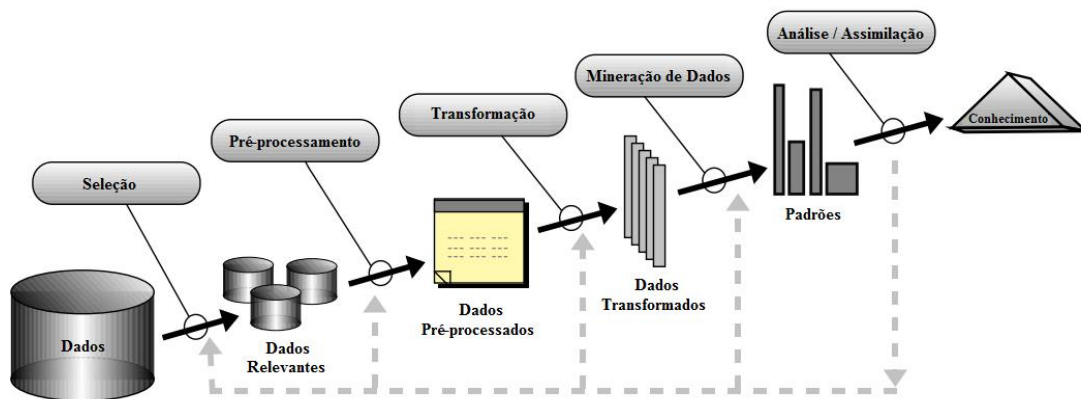 Análise / Assimilação
Mineração de Dados
Transformação
Pré-processamento
Seleção
Conhecimento
Padrões
Dados
Transformados
Dados
Pré-processados
Dados
Relevantes
Dados